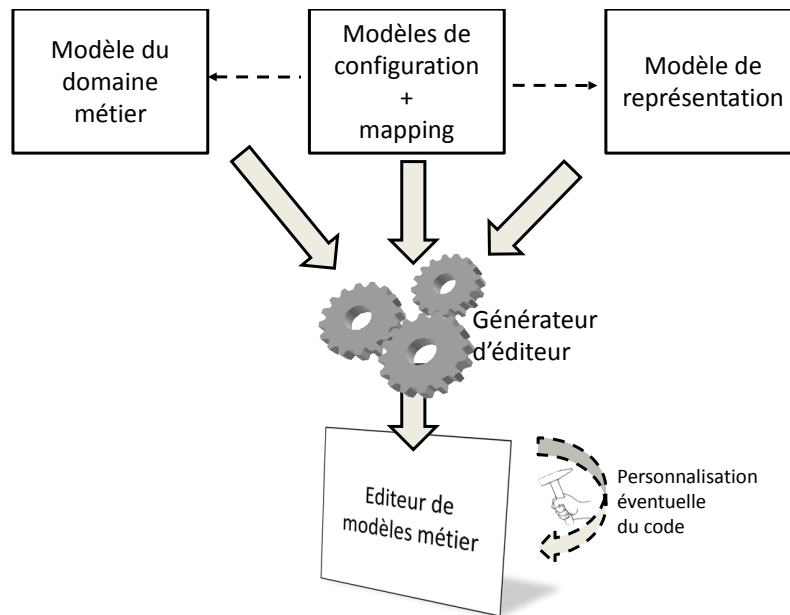 Modèle du
domaine
métier
Modèles de
configuration
+
mapping
Modèle de
représentation
Générateur
d'éditeur
Editeur de
modèles métier
Personnalisation
éventuelle
du code